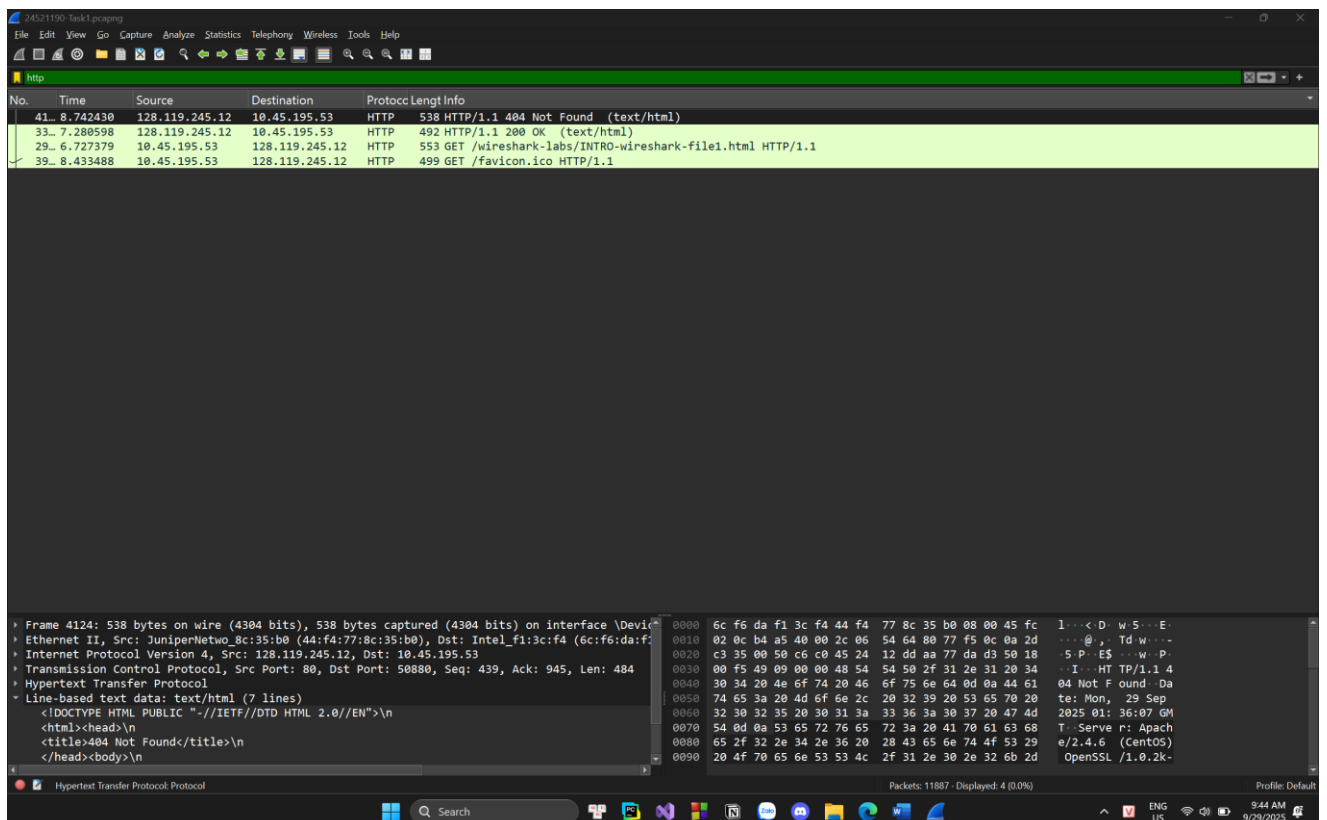 24521190-Task1.pcapng
File Edit View Go Capture Analyze Statistics Telephony Wireless Tools Help
http
No. Time Source Destination Protocc Lengt Info
41… 8.742430 128.119.245.12 10.45.195.53 HTTP 538 HTTP/1.1 404 Not Found (text/html)
33… 7.280598 128.119.245.12 10.45.195.53 HTTP 492 HTTP/1.1 200 OK (text/html)
29… 6.727379 10.45.195.53 128.119.245.12 HTTP 553 GET /wireshark-labs/INTRO-wireshark-file1.html HTTP/1.1
39… 8.433488 10.45.195.53 128.119.245.12 HTTP 499 GET /favicon.ico HTTP/1.1
Frame 4124: 538 bytes on wire (4304 bits), 538 bytes captured (4304 bits) on interface \Devic
Ethernet II, Src: JuniperNetwo_8c:35:b0 (44:f4:77:8c:35:b0), Dst: Intel_f1:3c:f4 (6c:f6:da:f1
Internet Protocol Version 4, Src: 128.119.245.12, Dst: 10.45.195.53
Transmission Control Protocol, Src Port: 80, Dst Port: 50880, Seq: 439, Ack: 945, Len: 484
Hypertext Transfer Protocol
Line-based text data: text/html (7 lines)
<!DOCTYPE HTML PUBLIC "-//IETF//DTD HTML 2.0//EN">\n
<html><head>\n
<title>404 Not Found</title>\n
</head><body>\n
0000 6c f6 da f1 3c f4 44 f4 77 8c 35 b0 08 00 45 fc l···<·D· w·5···E·
0010 02 0c b4 a5 40 00 2c 06 54 64 80 77 f5 0c 0a 2d ····@·,· Td·w···-
0020 c3 35 00 50 c6 c0 45 24 12 dd aa 77 da d3 50 18 ·5·P··E$ ···w··P·
0030 00 f5 49 09 00 00 48 54 54 50 2f 31 2e 31 20 34 ··I···HT TP/1.1 4
0040 30 34 20 4e 6f 74 20 46 6f 75 6e 64 0d 0a 44 61 04 Not F ound··Da
0050 74 65 3a 20 4d 6f 6e 2c 20 32 39 20 53 65 70 20 te: Mon, 29 Sep
0060 32 30 32 35 20 30 31 3a 33 36 3a 30 37 20 47 4d 2025 01: 36:07 GM
0070 54 0d 0a 53 65 72 76 65 72 3a 20 41 70 61 63 68 T··Serve r: Apach
0080 65 2f 32 2e 34 2e 36 20 28 43 65 6e 74 4f 53 29 e/2.4.6 (CentOS)
0090 20 4f 70 65 6e 53 53 4c 2f 31 2e 30 2e 32 6b 2d OpenSSL /1.0.2k-
Hypertext Transfer Protocol: Protocol
Packets: 11887 · Displayed: 4 (0.0%)
Profile: Default
Search
ENG
US
9:44 AM
9/29/2025